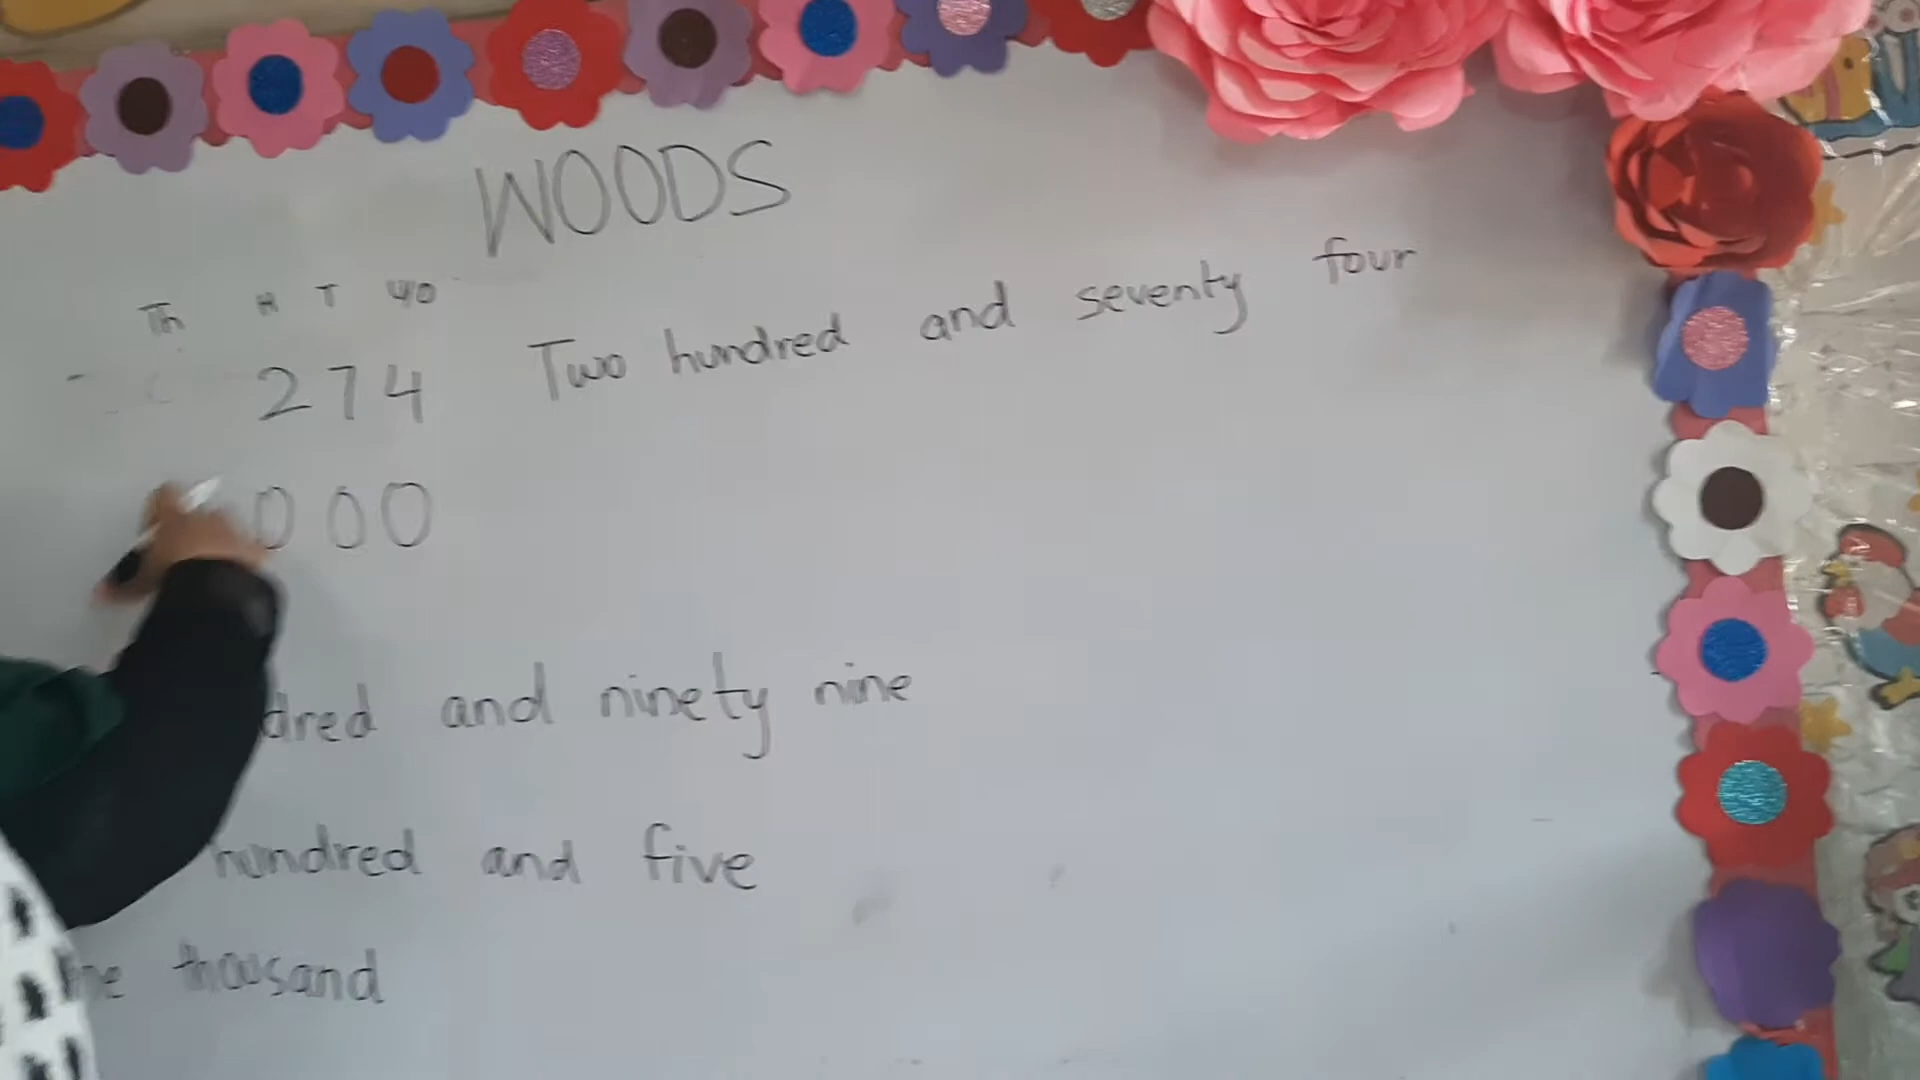 WOODS
Th H T U/O
274 Two hundred and seventy four
000
dred and ninety nine
hundred and five
thousand